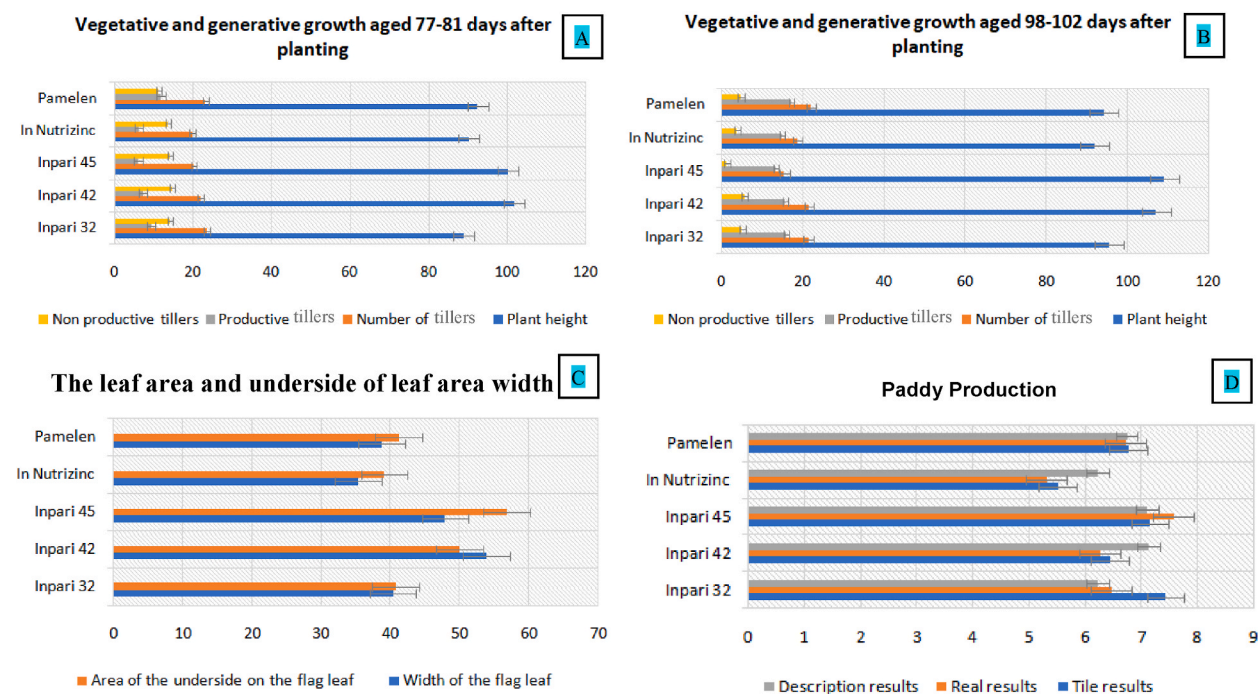 Vegetative and generative growth aged 77-81 days after
planting
A
Pamelen
In Nutrizinc
Inpari 45
Inpari 42
Inpari 32
0 20 40 60 80 100 120
Non productive tillers Productive tillers Number of tillers Plant height
Vegetative and generative growth aged 98-102 days after
planting
B
Pamelen
In Nutrizinc
Inpari 45
Inpari 42
Inpari 32
0 20 40 60 80 100 120
Non productive tillers Productive tillers Number of tillers Plant height
The leaf area and underside of leaf area width
C
Pamelen
In Nutrizinc
Inpari 45
Inpari 42
Inpari 32
0 10 20 30 40 50 60 70
Area of the underside on the flag leaf Width of the flag leaf
Paddy Production
D
Pamelen
In Nutrizinc
Inpari 45
Inpari 42
Inpari 32
0 1 2 3 4 5 6 7 8 9
Description results Real results Tile results